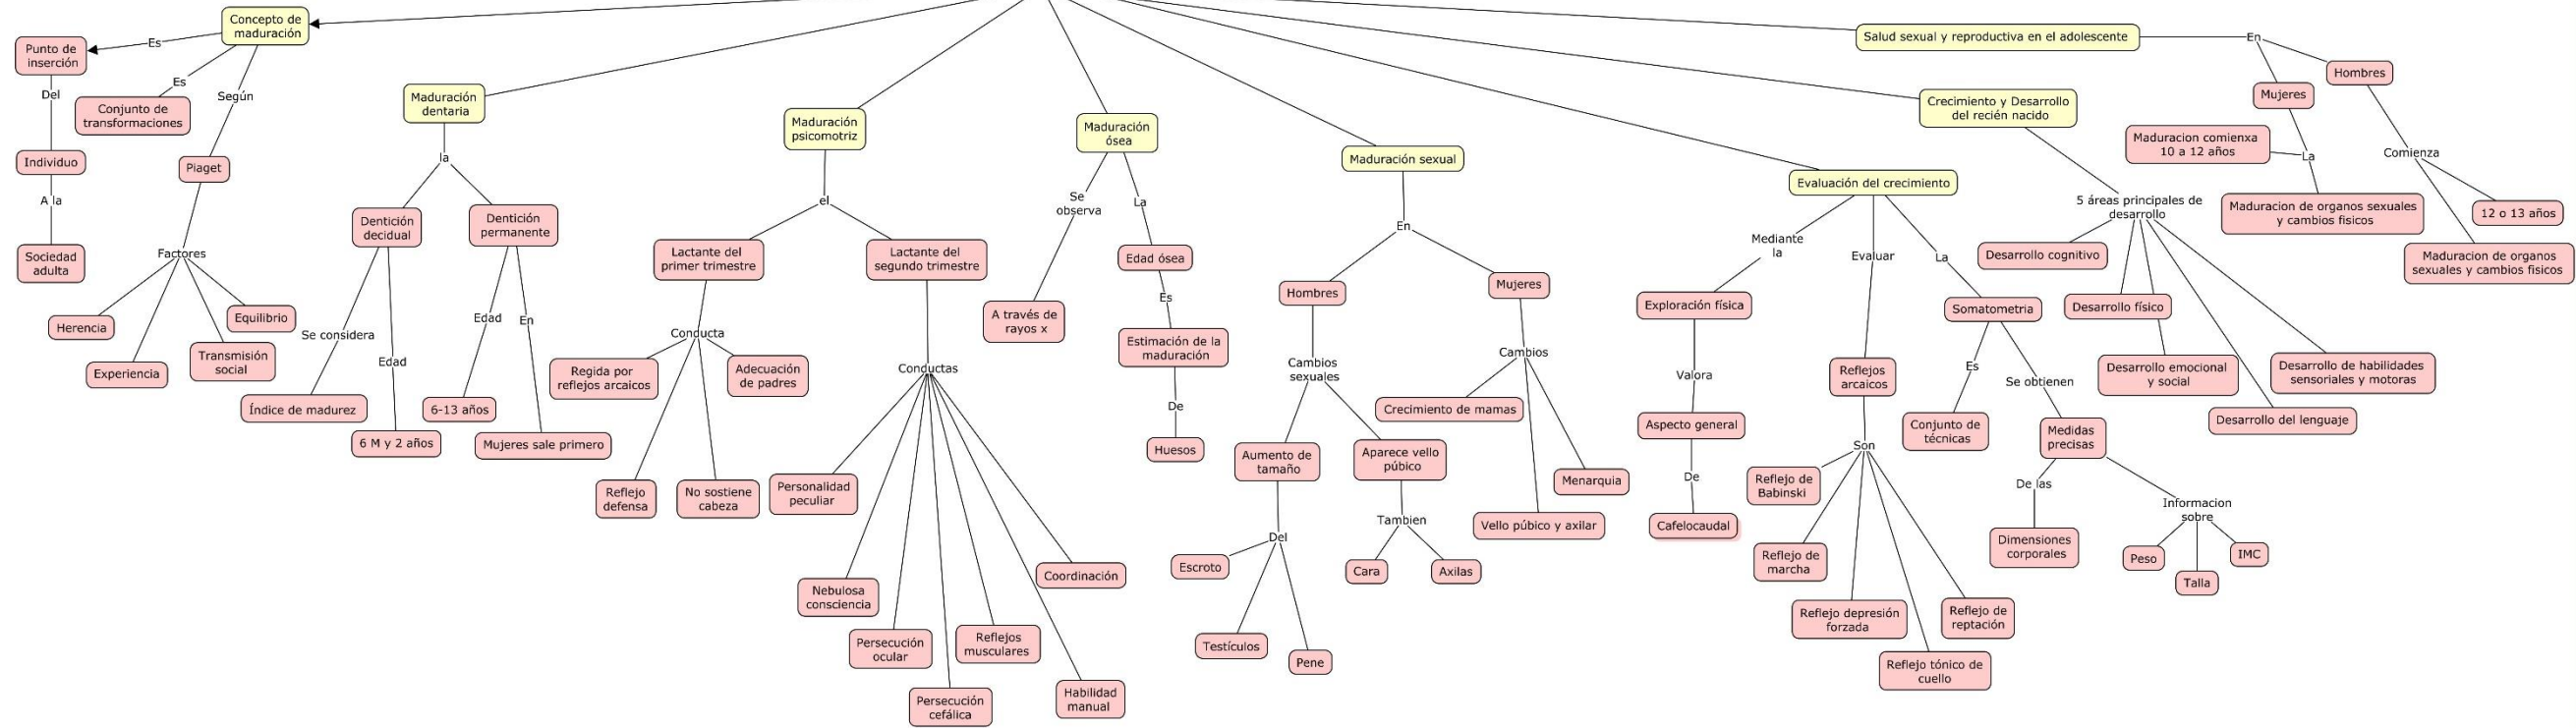 Concepto de
maduración
Es
Punto de
inserción
Del
Individuo
A la
Sociedad
adulta
Es
Conjunto de
transformaciones
Según
Piaget
Factores
Herencia
Experiencia
Transmisión
social
Equilibrio
Maduración
dentaria
la
Dentición
decidual
Se considera
Índice de madurez
Edad
6 M y 2 años
Dentición
permanente
Edad
6-13 años
En
Mujeres sale primero
Maduración
psicomotriz
el
Lactante del
primer trimestre
Conducta
Regida por
reflejos arcaicos
Reflejo
defensa
No sostiene
cabeza
Adecuación
de padres
Lactante del
segundo trimestre
Conductas
Personalidad
peculiar
Nebulosa
consciencia
Persecución
ocular
Persecución
cefálica
Reflejos
musculares
Habilidad
manual
Coordinación
Maduración
ósea
Se
observa
A través de
rayos x
La
Edad ósea
Es
Estimación de la
maduración
De
Huesos
Maduración sexual
En
Hombres
Cambios
sexuales
Aumento de
tamaño
Del
Escroto
Testículos
Pene
Aparece vello
púbico
Tambien
Cara
Axilas
Mujeres
Cambios
Crecimiento de mamas
Vello púbico y axilar
Menarquia
Evaluación del crecimiento
Mediante
la
Exploración física
Valora
Aspecto general
De
Cafelocaudal
Evaluar
Reflejos
arcaicos
Son
Reflejo de
Babinski
Reflejo de
marcha
Reflejo depresión
forzada
Reflejo tónico de
cuello
Reflejo de
reptación
La
Somatometria
Es
Conjunto de
técnicas
Se obtienen
Medidas
precisas
De las
Dimensiones
corporales
Informacion
sobre
Peso
Talla
IMC
Crecimiento y Desarrollo
del recién nacido
5 áreas principales de
desarrollo
Desarrollo cognitivo
Desarrollo físico
Desarrollo emocional
y social
Desarrollo del lenguaje
Desarrollo de habilidades
sensoriales y motoras
Salud sexual y reproductiva en el adolescente
En
Mujeres
La
Maduracion comienxa
10 a 12 años
Maduracion de organos sexuales
y cambios fisicos
Hombres
Comienza
12 o 13 años
Maduracion de organos
sexuales y cambios fisicos